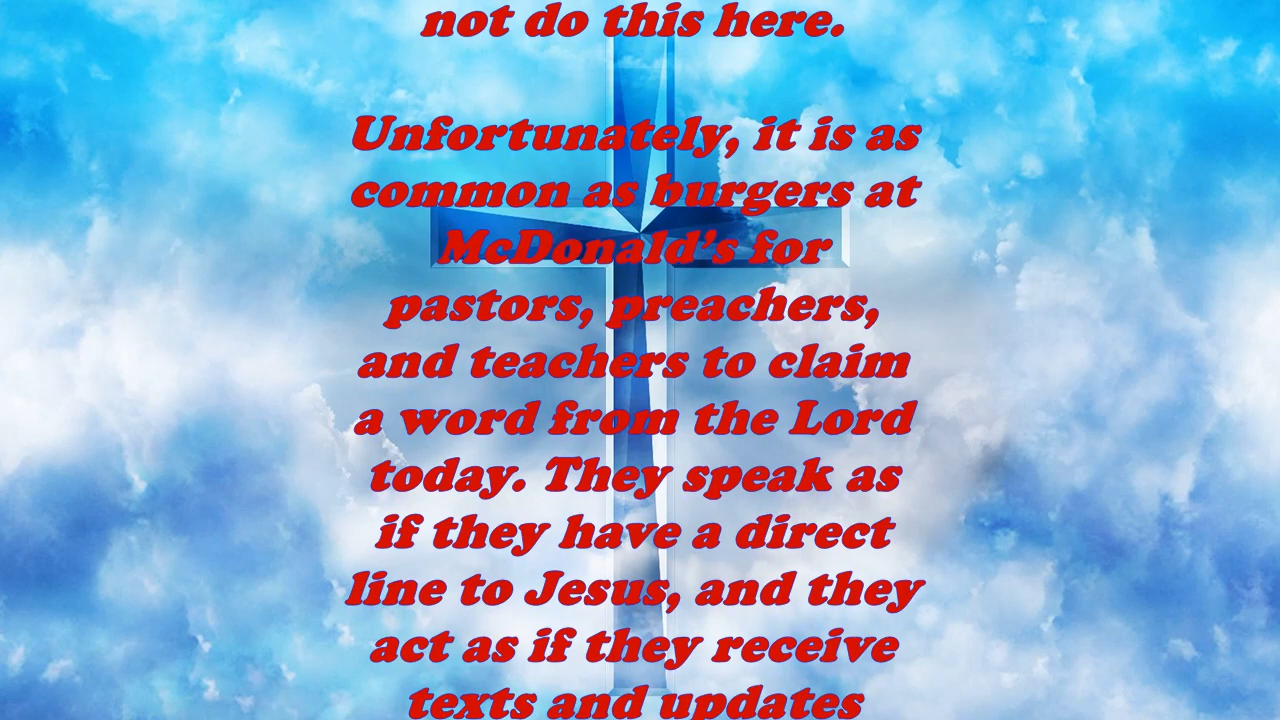 not do this here.
Unfortunately, it is as
common as burgers at
McDonald’s for
pastors, preachers,
and teachers to claim
a word from the Lord
today. They speak as
if they have a direct
line to Jesus, and they
act as if they receive
texts and updates